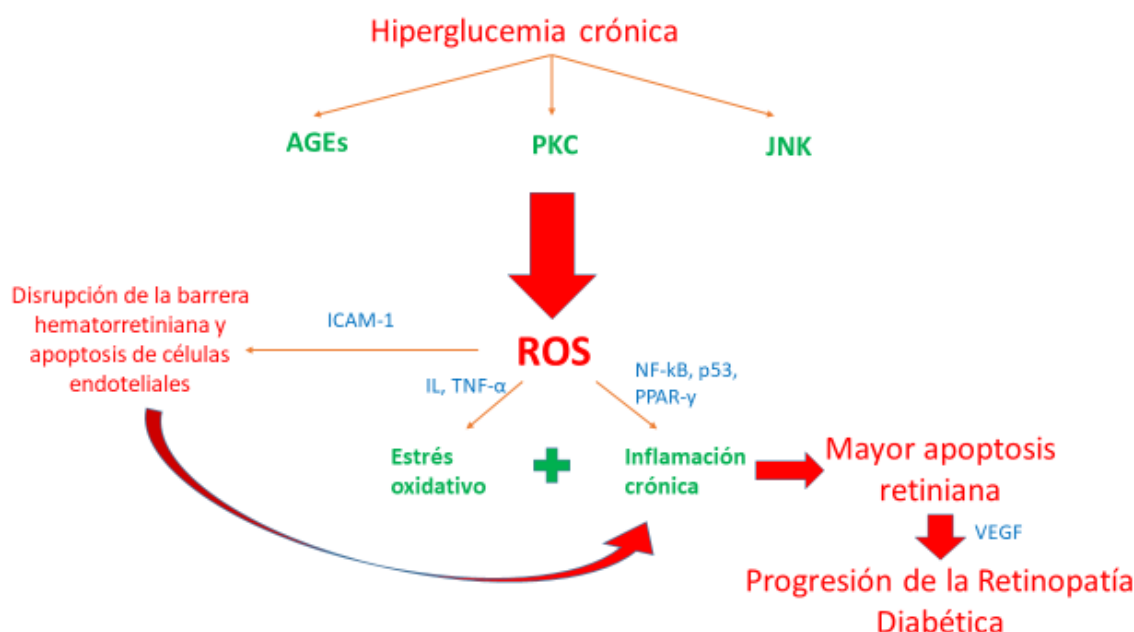 Hiperglucemia crónica
AGEs
PKC
JNK
Disrupción de la barrera
hematorretiniana y
apoptosis de células
endoteliales
ICAM-1
ROS
IL, TNF-α
NF-kB, p53,
PPAR-y
Estrés
oxidativo
Inflamación
crónica
Mayor apoptosis
retiniana
VEGF
Progresión de la Retinopatía
Diabética